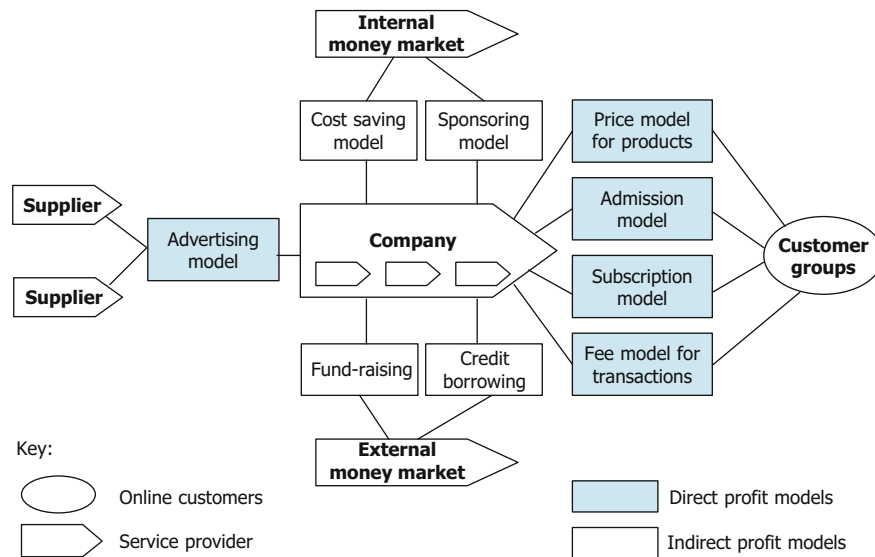 Internal
money market
Cost saving
model
Sponsoring
model
Price model
for products
Supplier
Advertising
model
Company
Admission
model
Customer
groups
Supplier
Subscription
model
Fund-raising
Credit
borrowing
Fee model for
transactions
External
money market
Key:
Online customers
Direct profit models
Service provider
Indirect profit models